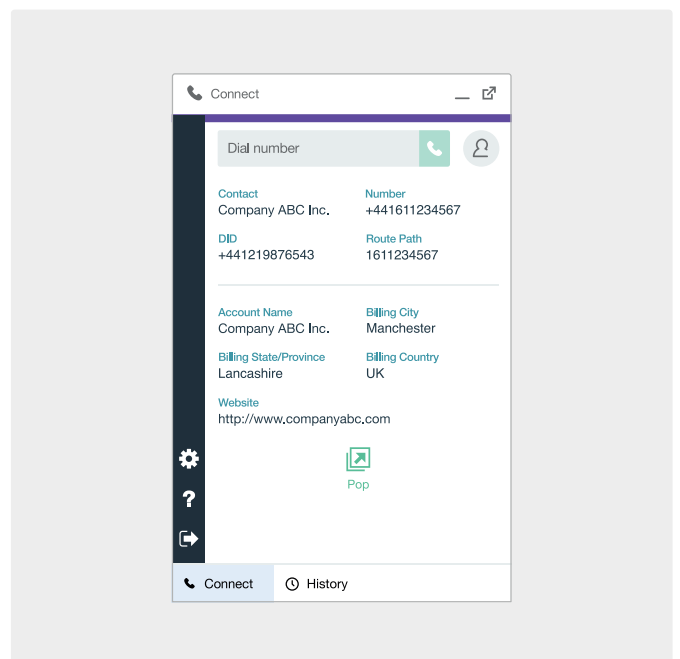 Connect
Dial number
Contact Number
Company ABC Inc. +441611234567
DID Route Path
+441219876543 1611234567
Account Name Billing City
Company ABC Inc. Manchester
Billing State/Province Billing Country
Lancashire UK
Website
http://www.companyabc.com
?
Pop
Connect History